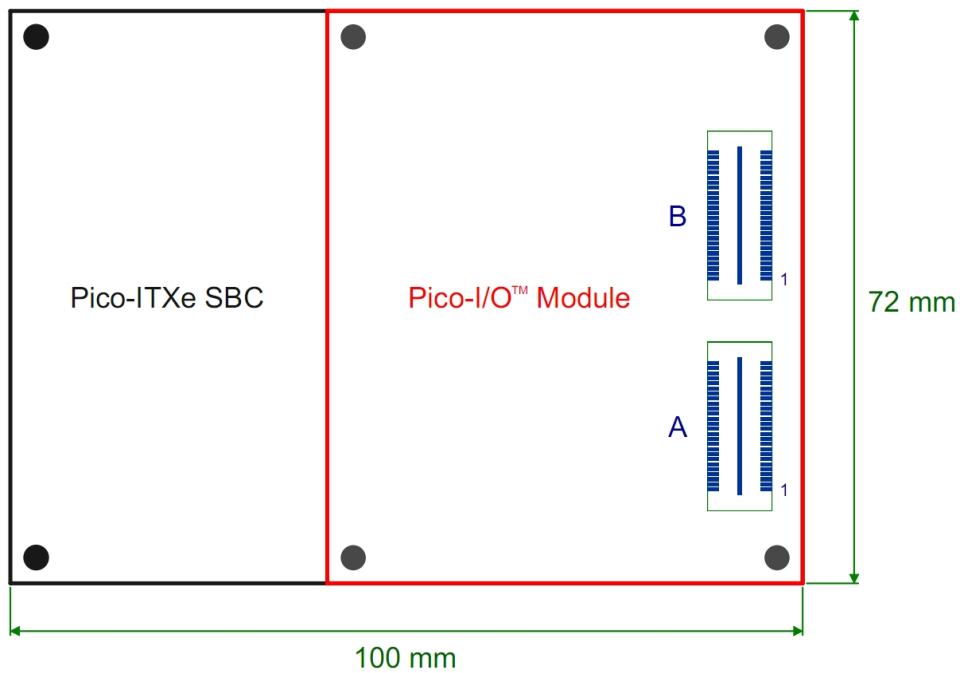 B
1
Pico-ITXe SBC
Pico-I/O™ Module
72 mm
A
1
100 mm